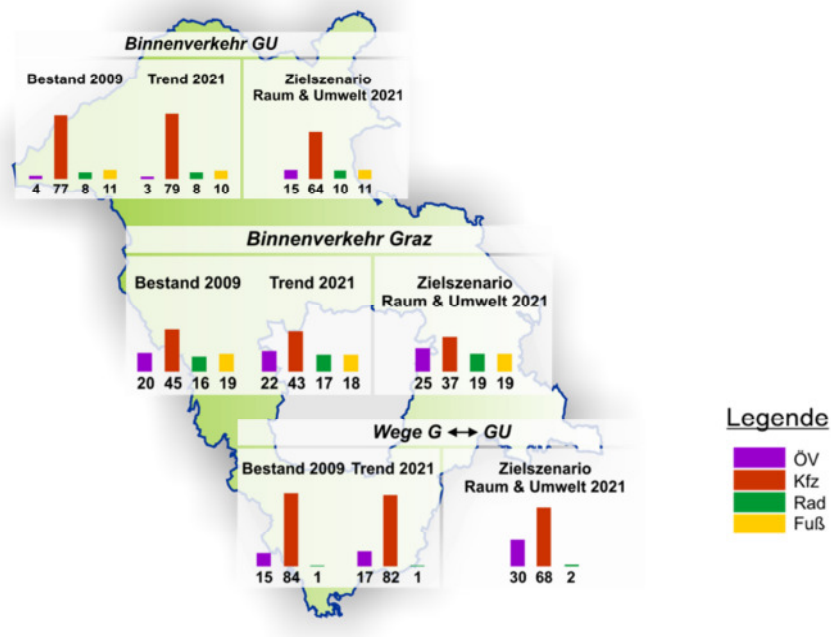 Binnenverkehr GU
Bestand 2009 Trend 2021 Zielszenario
Raum & Umwelt 2021
4 77 8 11 3 79 8 10 15 64 10 11
Binnenverkehr Graz
Bestand 2009 Trend 2021 Zielszenario
Raum & Umwelt 2021
20 45 16 19 22 43 17 18 25 37 19 19
Wege G ↔ GU
Bestand 2009 Trend 2021 Zielszenario
Raum & Umwelt 2021
15 84 1 17 82 1 30 68 2
Legende
ÖV
Kfz
Rad
Fuß